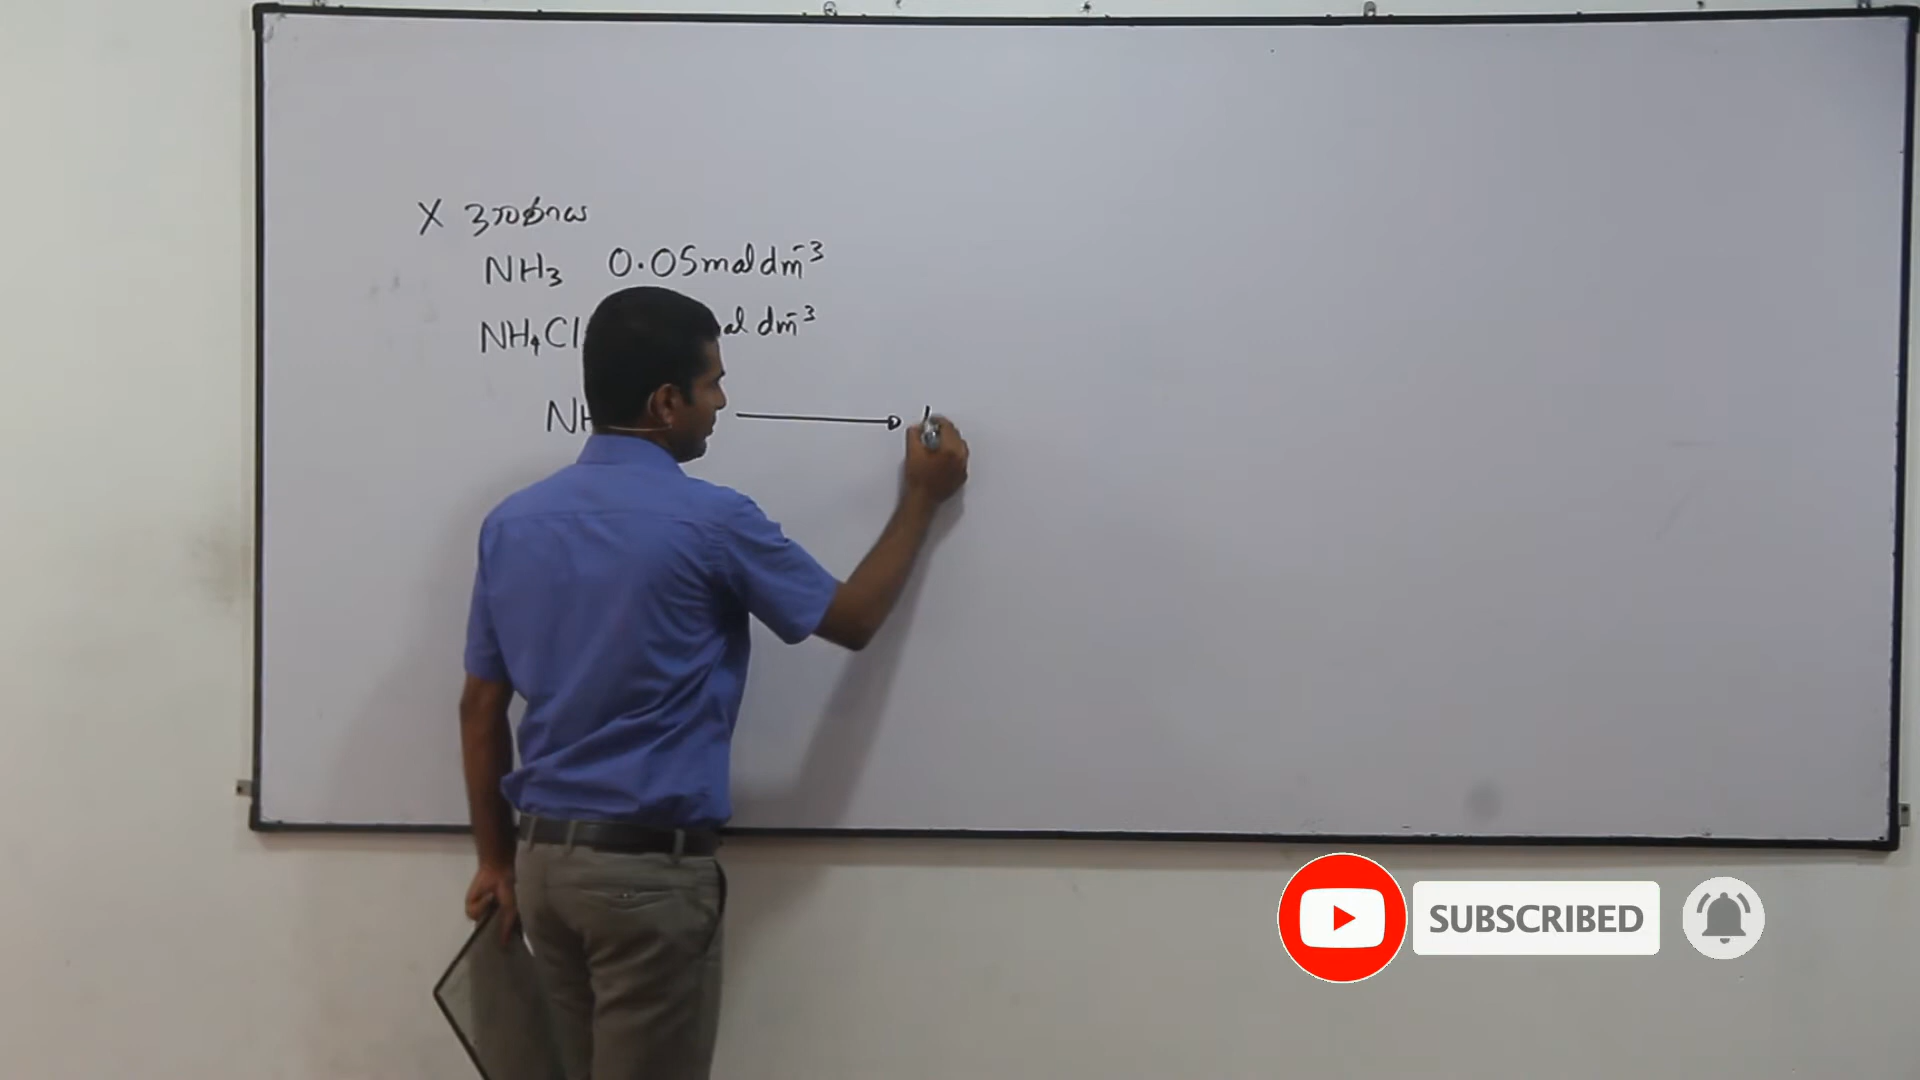 X ද්‍රාවණය
NH₃ 0.05 mol dm⁻³
NH₄Cl mol dm⁻³
NH →
SUBSCRIBED